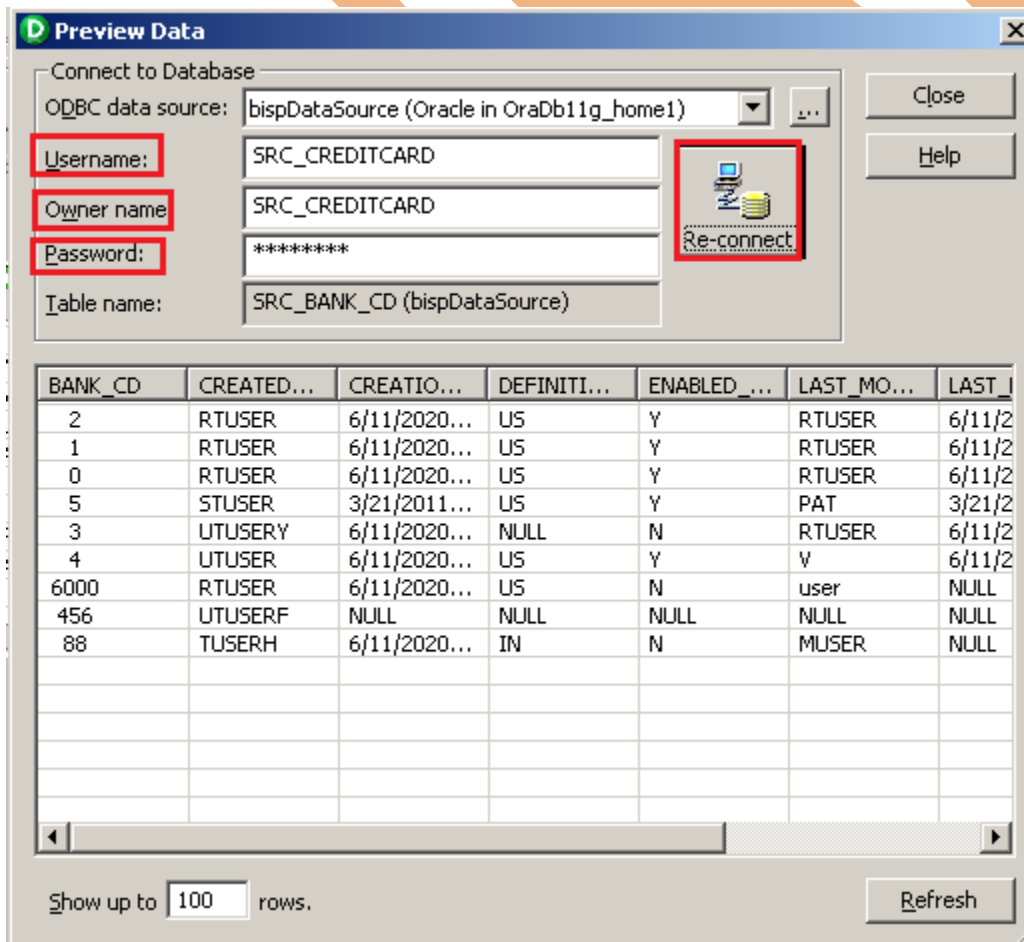 Preview Data
Connect to Database
ODBC data source: bispDataSource (Oracle in OraDb11g_home1) ...
Close
Username: SRC_CREDITCARD
Help
Owner name SRC_CREDITCARD
Re-connect
Password: ********
Table name: SRC_BANK_CD (bispDataSource)
BANK_CD CREATED... CREATIO... DEFINITI... ENABLED_... LAST_MO... LAST_
2 RTUSER 6/11/2020... US Y RTUSER 6/11/2
1 RTUSER 6/11/2020... US Y RTUSER 6/11/2
0 RTUSER 6/11/2020... US Y RTUSER 6/11/2
5 STUSER 3/21/2011... US Y PAT 3/21/2
3 UTUSERY 6/11/2020... NULL N RTUSER 6/11/2
4 UTUSER 6/11/2020... US Y V 6/11/2
6000 RTUSER 6/11/2020... US N user NULL
456 UTUSERF NULL NULL NULL NULL NULL
88 TUSERH 6/11/2020... IN N MUSER NULL
Show up to 100 rows.
Refresh